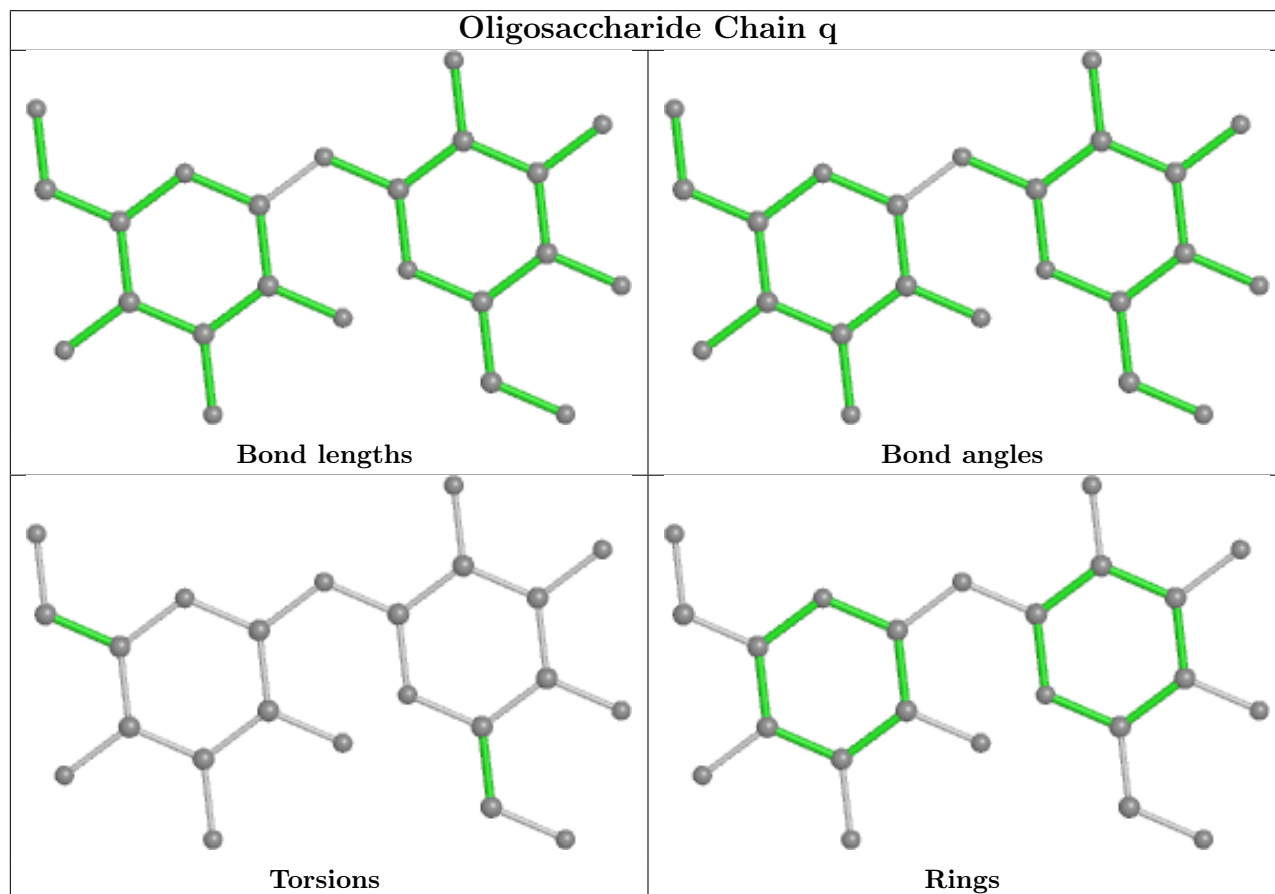 Oligosaccharide Chain q
Bond lengths
Bond angles
Torsions
Rings